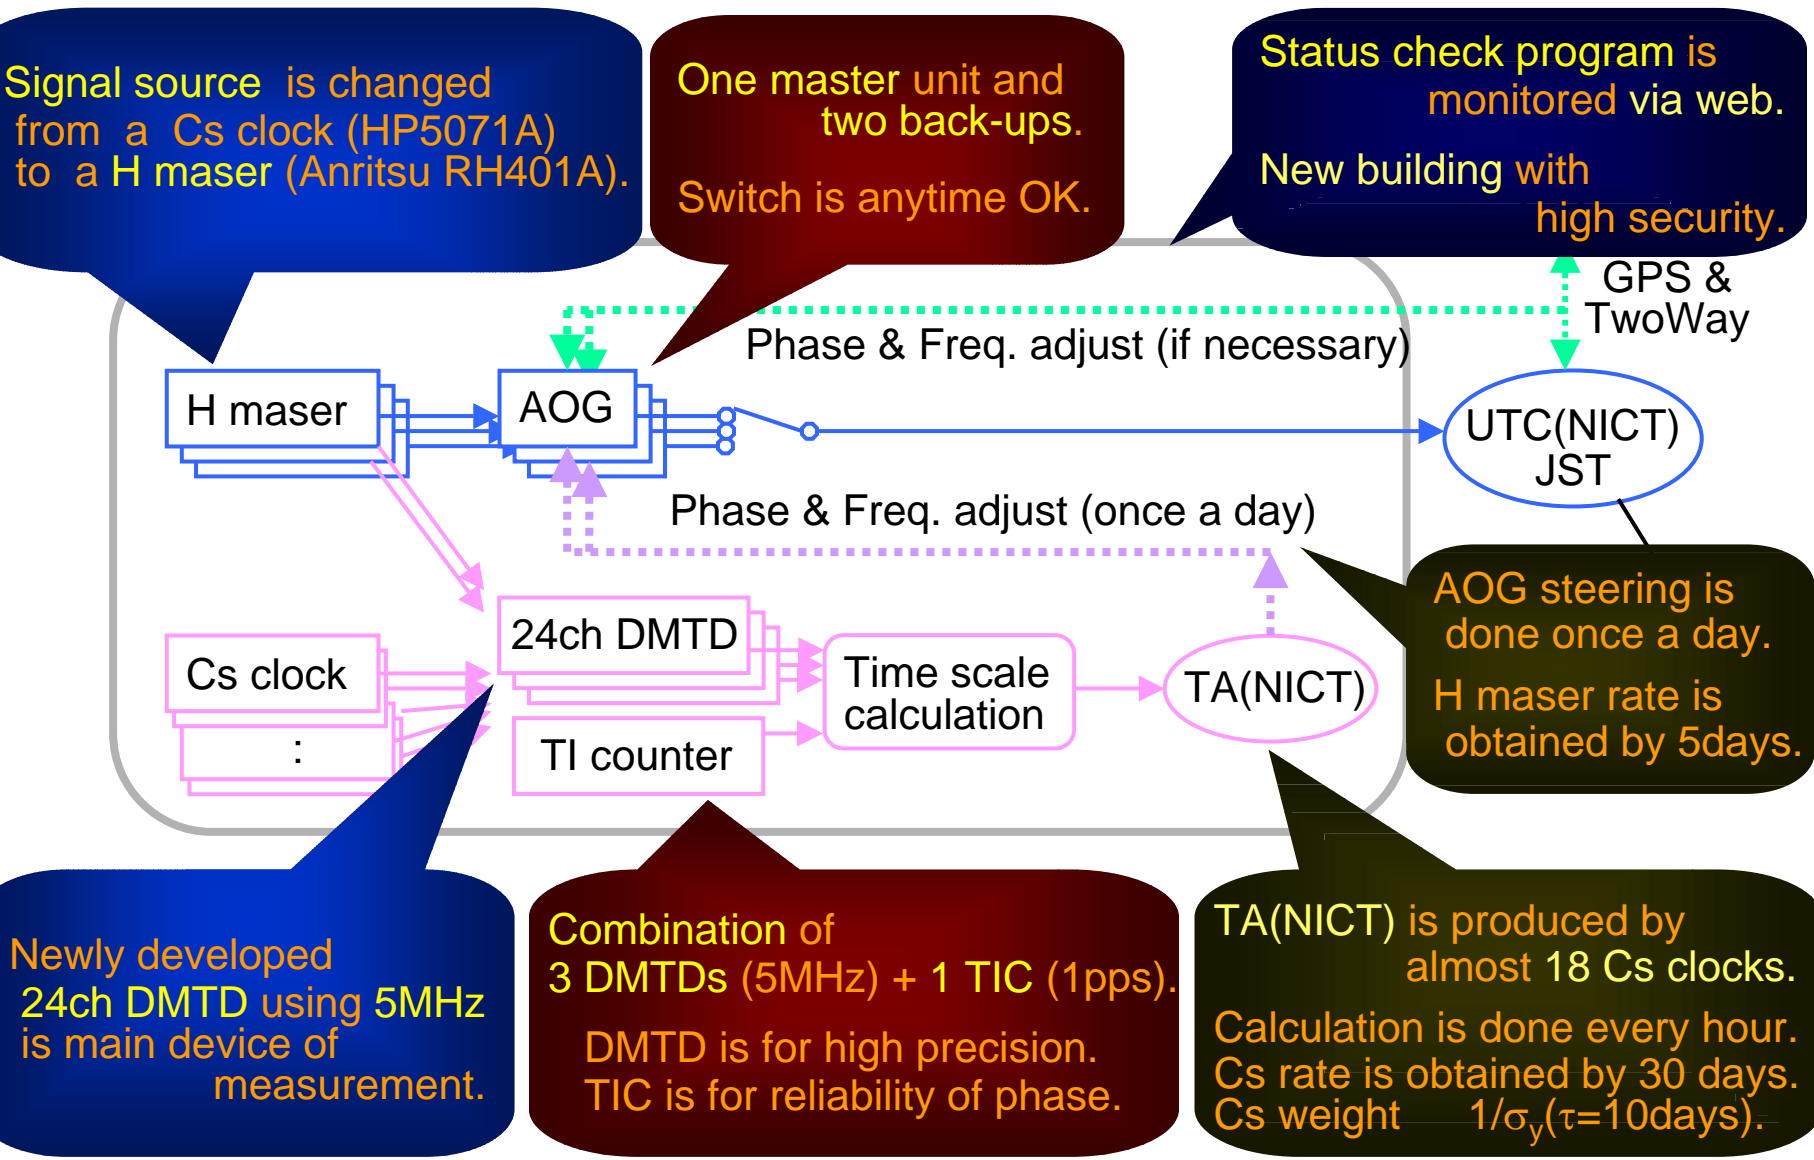 Signal source is changed
from a Cs clock (HP5071A)
to a H maser (Anritsu RH401A).
One master unit and
two back-ups.
Switch is anytime OK.
Status check program is
monitored via web.
New building with
high security.
GPS &
TwoWay
Phase & Freq. adjust (if necessary)
H maser
AOG
UTC(NICT)
JST
Phase & Freq. adjust (once a day)
AOG steering is
done once a day.
H maser rate is
obtained by 5days.
24ch DMTD
Cs clock
:
Time scale
calculation
TA(NICT)
TI counter
Newly developed
24ch DMTD using 5MHz
is main device of
measurement.
Combination of
3 DMTDs (5MHz) + 1 TIC (1pps).
DMTD is for high precision.
TIC is for reliability of phase.
TA(NICT) is produced by
almost 18 Cs clocks.
Calculation is done every hour.
Cs rate is obtained by 30 days.
Cs weight 1/σy(τ=10days).